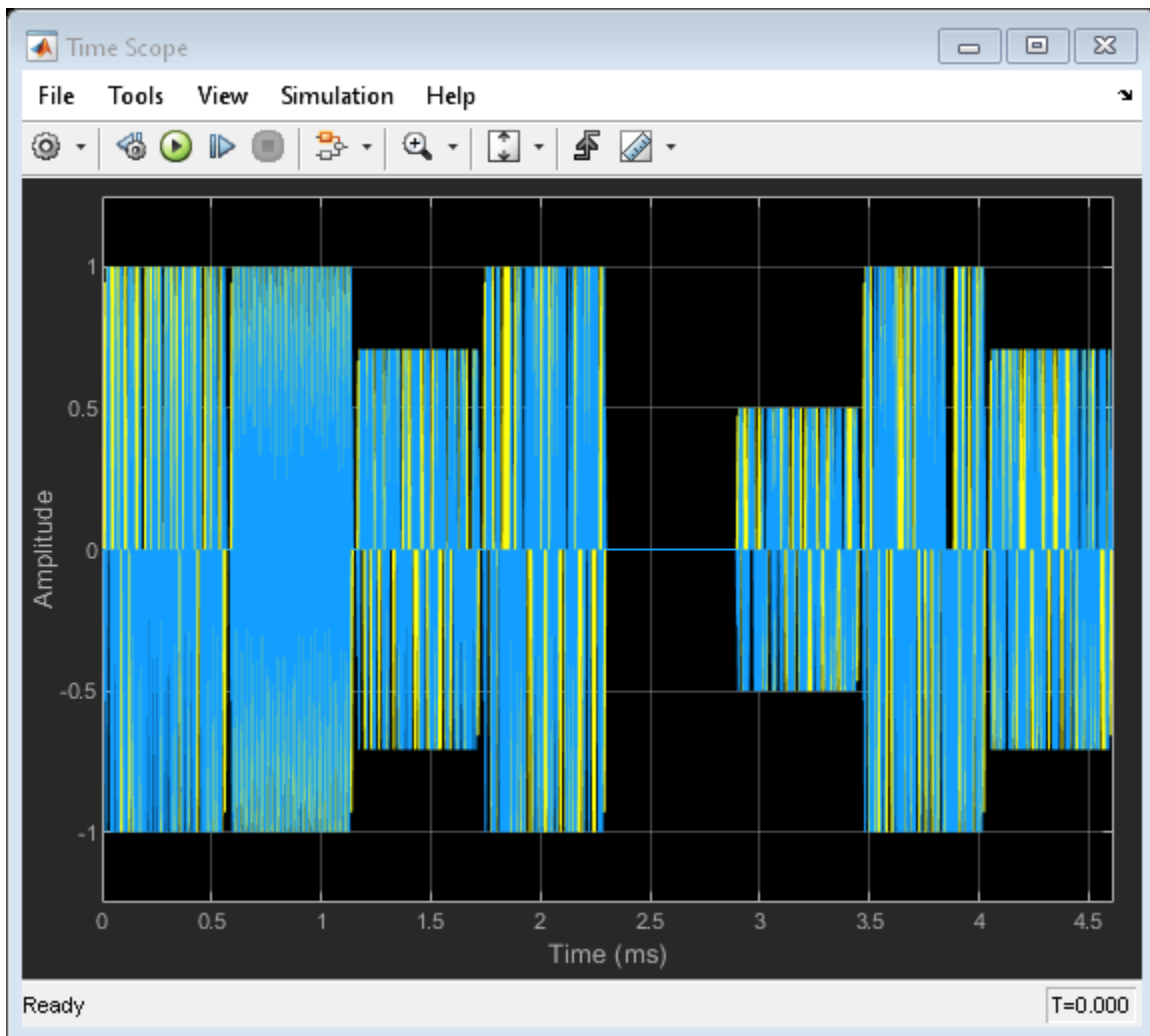 Time Scope
File Tools View Simulation Help
1
0.5
0
-0.5
-1
Amplitude
0 0.5 1 1.5 2 2.5 3 3.5 4 4.5
Time (ms)
Ready T=0.000